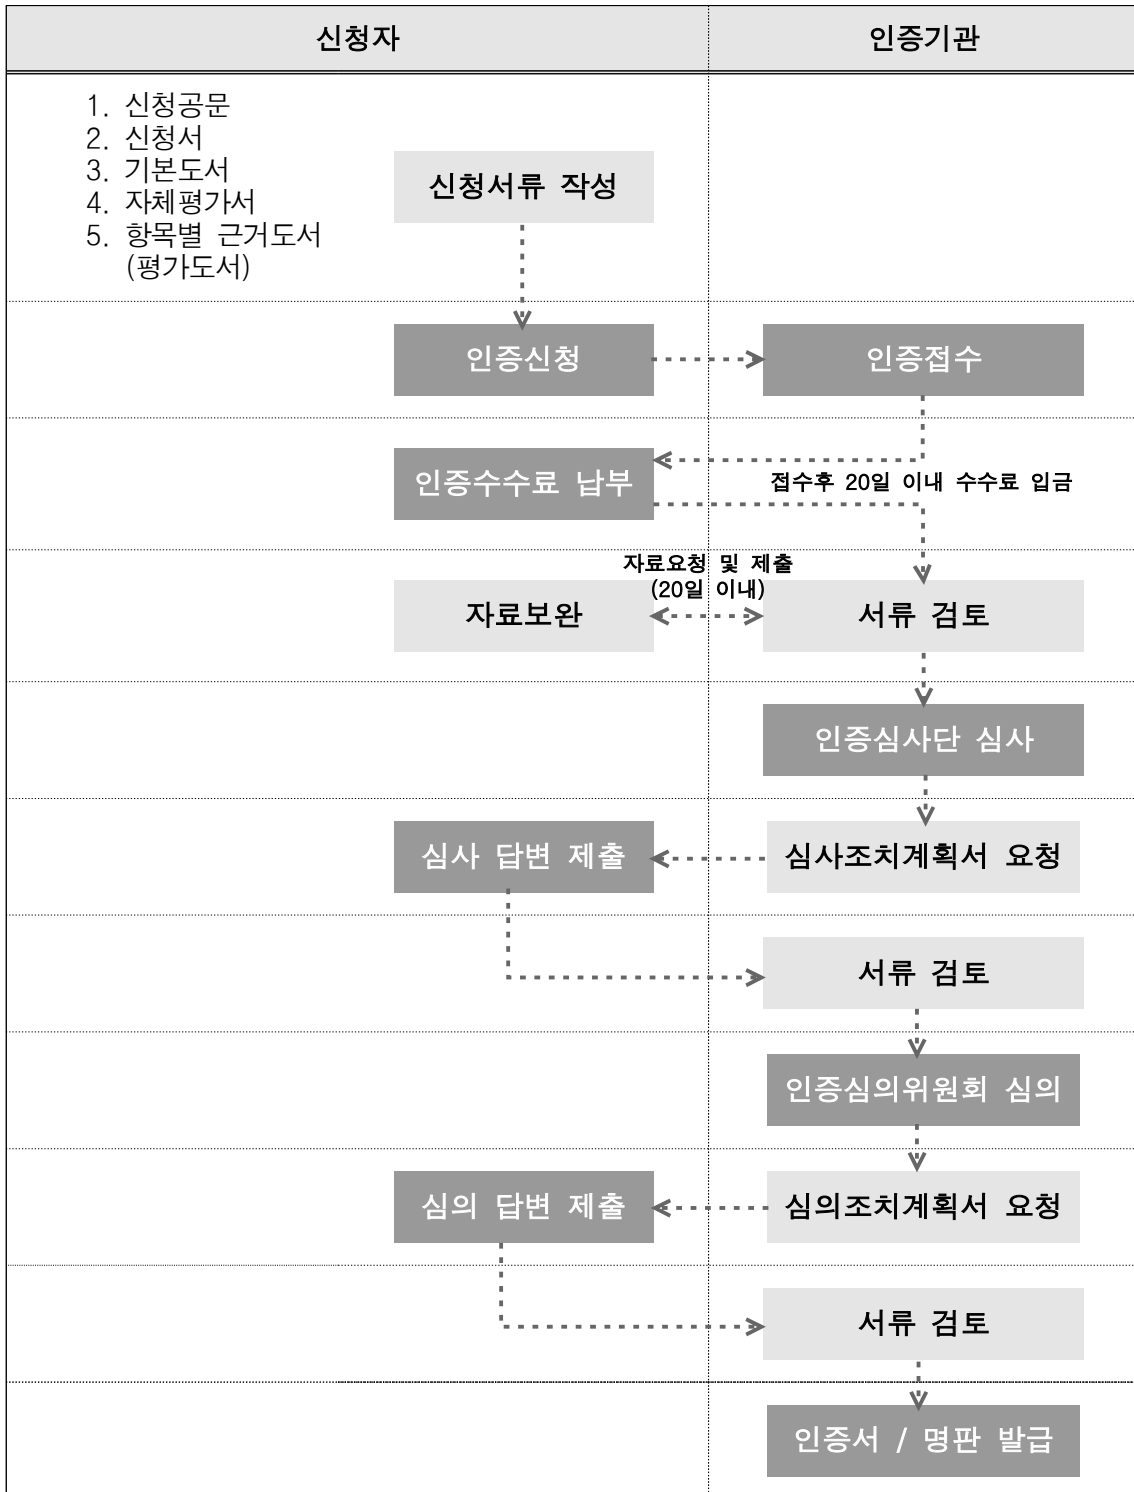 신청자
인증기관
1. 신청공문
2. 신청서
3. 기본도서
4. 자체평가서
5. 항목별 근거도서
(평가도서)
신청서류 작성
인증신청
인증접수
인증수수료 납부
접수후 20일 이내 수수료 입금
자료요청 및 제출
(20일 이내)
자료보완
서류 검토
인증심사단 심사
심사 답변 제출
심사조치계획서 요청
서류 검토
인증심의위원회 심의
심의 답변 제출
심의조치계획서 요청
서류 검토
인증서 / 명판 발급